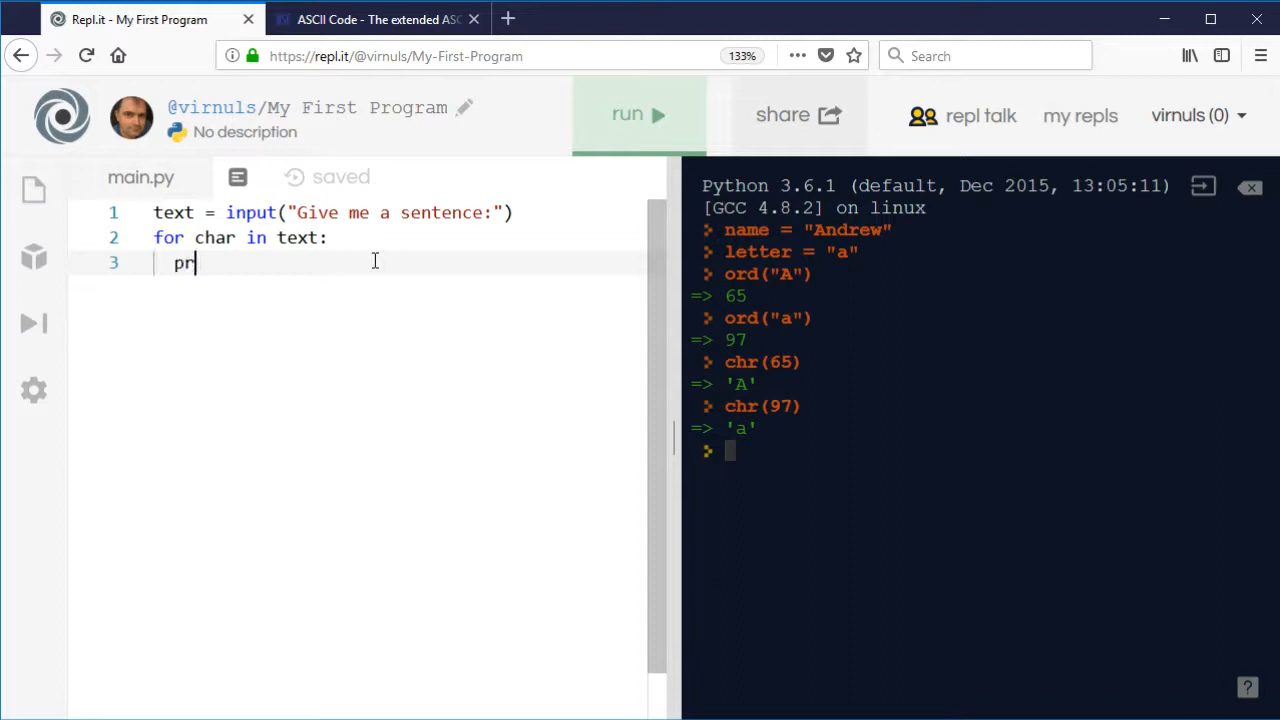 Repl.it - My First Program
ASCII Code - The extended ASC
https://repl.it/@virnuls/My-First-Program
133%
Search
@virnuls/My First Program
No description
run
share
repl talk
my repls
virnuls (0)
main.py
saved
1 text = input("Give me a sentence:")
2 for char in text:
3 pr
Python 3.6.1 (default, Dec 2015, 13:05:11)
[GCC 4.8.2] on linux
name = "Andrew"
letter = "a"
ord("A")
=> 65
ord("a")
=> 97
chr(65)
=> 'A'
chr(97)
=> 'a'
?